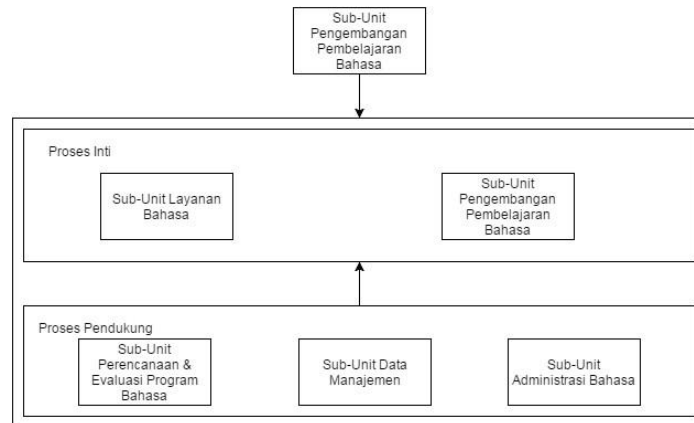 Sub-Unit
Pengembangan
Pembelajaran
Bahasa
Proses Inti
Sub-Unit Layanan
Bahasa
Sub-Unit
Pengembangan
Pembelajaran
Bahasa
Proses Pendukung
Sub-Unit
Perencanaan &
Evaluasi Program
Bahasa
Sub-Unit Data
Manajemen
Sub-Unit
Administrasi Bahasa